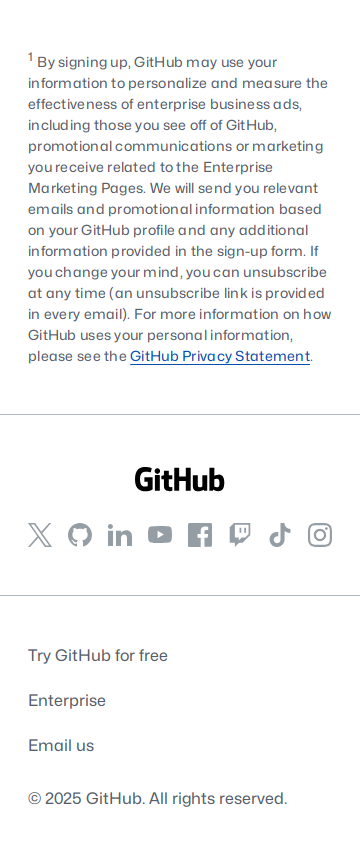 1 By signing up, GitHub may use your
information to personalize and measure the
effectiveness of enterprise business ads,
including those you see off of GitHub,
promotional communications or marketing
you receive related to the Enterprise
Marketing Pages. We will send you relevant
emails and promotional information based
on your GitHub profile and any additional
information provided in the sign-up form. If
you change your mind, you can unsubscribe
at any time (an unsubscribe link is provided
in every email). For more information on how
GitHub uses your personal information,
please see the GitHub Privacy Statement.
GitHub
Try GitHub for free
Enterprise
Email us
© 2025 GitHub. All rights reserved.